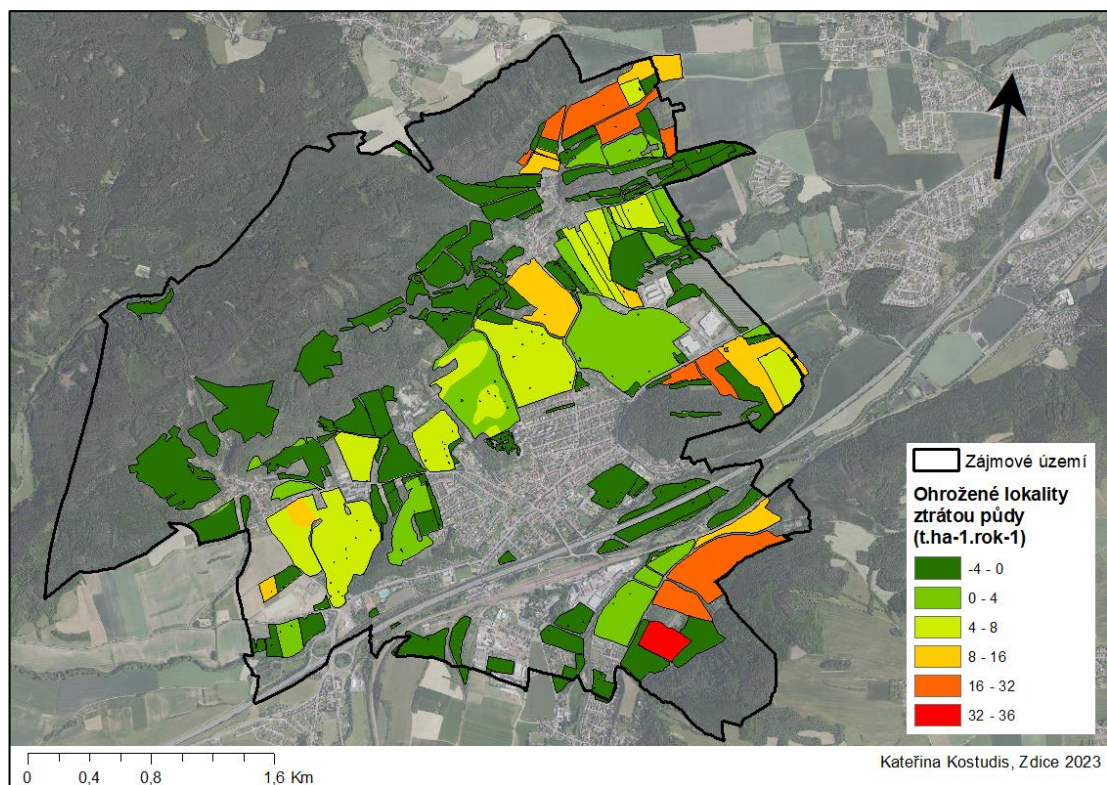 Zájmové území
Ohrožené lokality
ztrátou půdy
(t.ha-1.rok-1)
-4 - 0
0 - 4
4 - 8
8 - 16
16 - 32
32 - 36
0 0,4 0,8 1,6 Km
Kateřina Kostudis, Zdice 2023